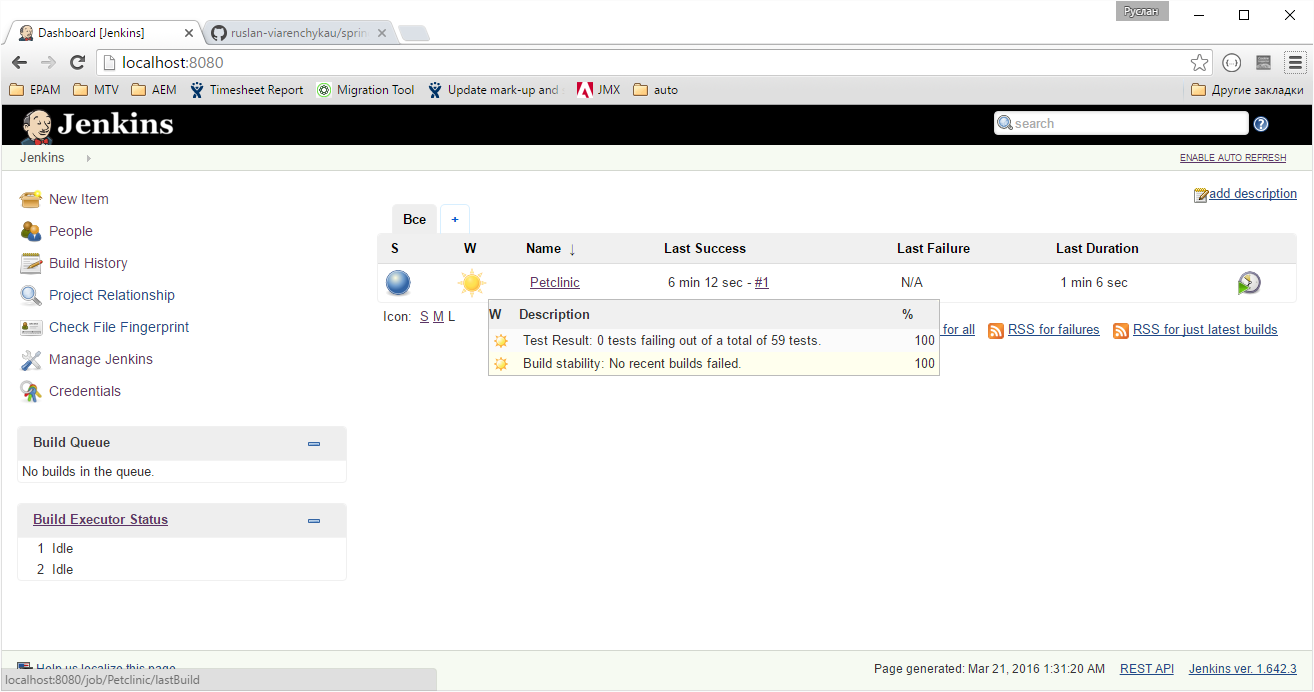 Руслан
Dashboard [Jenkins] ruslan-viarenchykau/sprin
localhost:8080
EPAM MTV AEM Timesheet Report Migration Tool Update mark-up and JMX auto Другие закладки
Jenkins search
Jenkins ENABLE AUTO REFRESH
New Item
People
Build History
Project Relationship
Check File Fingerprint
Manage Jenkins
Credentials
Build Queue
No builds in the queue.
Build Executor Status
1 Idle
2 Idle
add description
Все +
S W Name ↓ Last Success Last Failure Last Duration
Petclinic 6 min 12 sec - #1 N/A 1 min 6 sec
Icon: S M L
W Description %
Test Result: 0 tests failing out of a total of 59 tests. 100
Build stability: No recent builds failed. 100
for all RSS for failures RSS for just latest builds
Help us localize this page
Page generated: Mar 21, 2016 1:31:20 AM REST API Jenkins ver. 1.642.3
localhost:8080/job/Petclinic/lastBuild